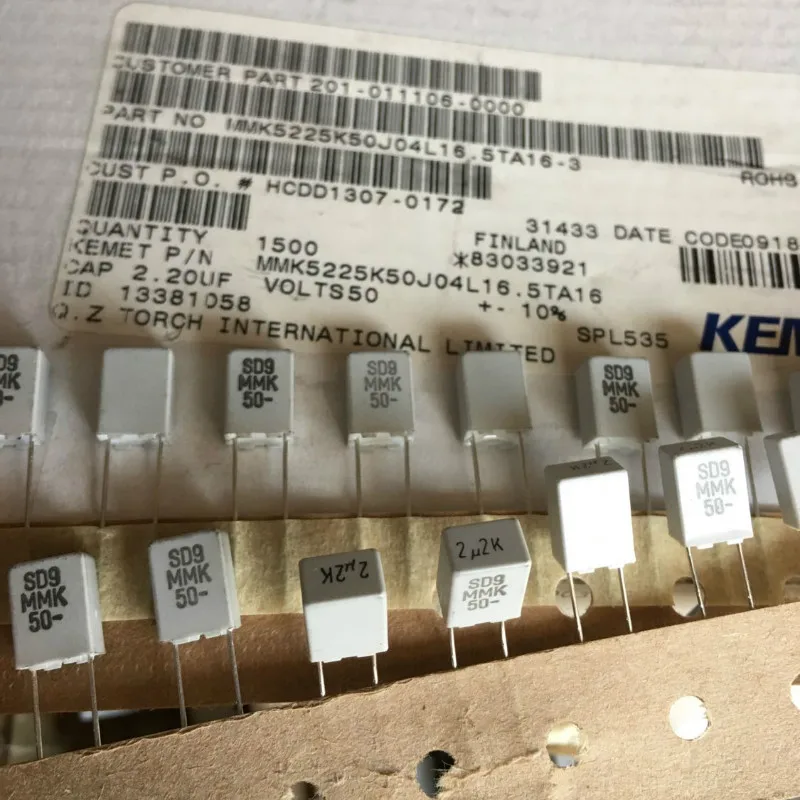 CUSTOMER PART 201-011106-0000
PART NO MMK5225K50J04L16.5TA16-3
ROHS
CUST P.O. # HCDD1307-0172
QUANTITY 1500
31433 DATE CODE0918
FINLAND
KEMET P/N MMK5225K50J04L16.5TA16
*83033921
CAP 2.20UF VOLTS50 +- 10%
ID 13381058
Q.Z TORCH INTERNATIONAL LIMITED SPL535
KEM
SD9
MMK
50-
SD9
MMK
50-
SD9
MMK
50-
SD9
MMK
50-
SD9
MMK
50-
SD9
MMK
50-
SD9
MMK
50-
2µ2K
2µ2K
SD9
MMK
50-